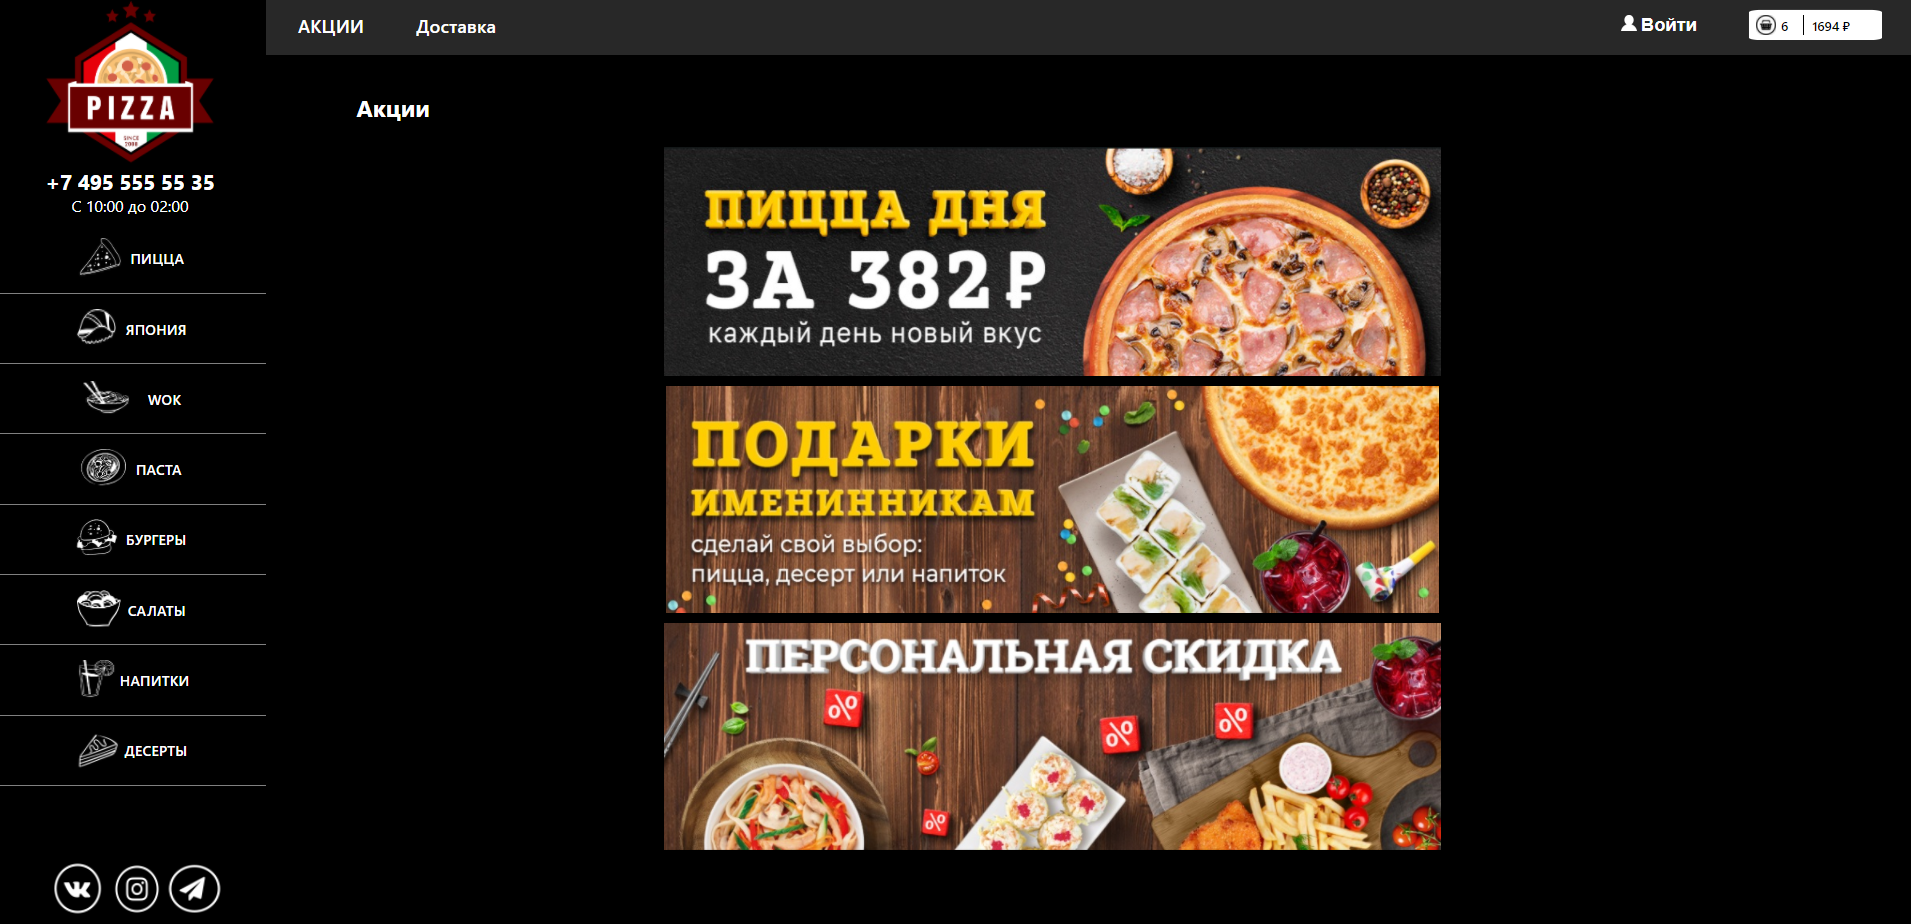 PIZZA
SINCE
2000
+7 495 555 55 35
С 10:00 до 02:00
ПИЦЦА
ЯПОНИЯ
WOK
ПАСТА
БУРГЕРЫ
САЛАТЫ
НАПИТКИ
ДЕСЕРТЫ
АКЦИИ
Доставка
Войти
6
1694 ₽
Акции
ПИЦЦА ДНЯ
ЗА 382 ₽
каждый день новый вкус
ПОДАРКИ
ИМЕНИННИКАМ
сделай свой выбор:
пицца, десерт или напиток
ПЕРСОНАЛЬНАЯ СКИДКА
%
%
%
%